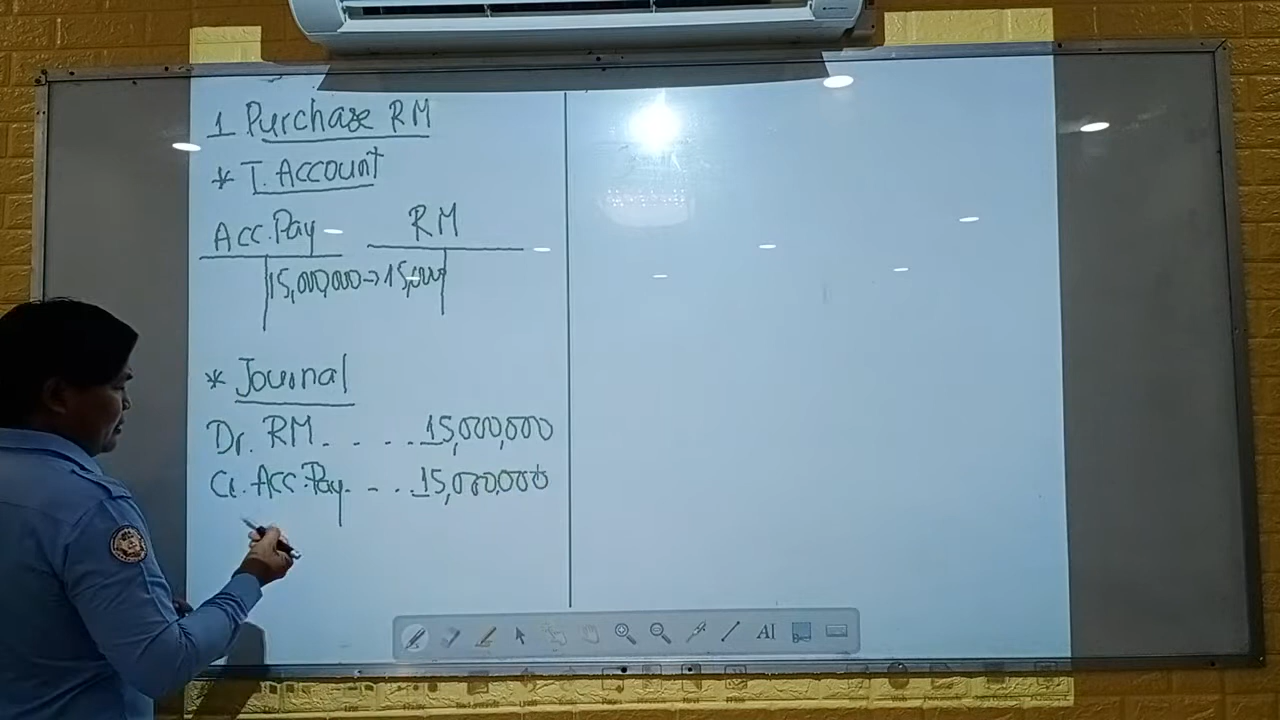 1 Purchase RM
* T. Account
Acc.Pay RM
15,000,000 → 15,000
* Journal
Dr. RM. . . . . 15,000,000
Cr. Acc.Pay. . . . 15,000,000
AI